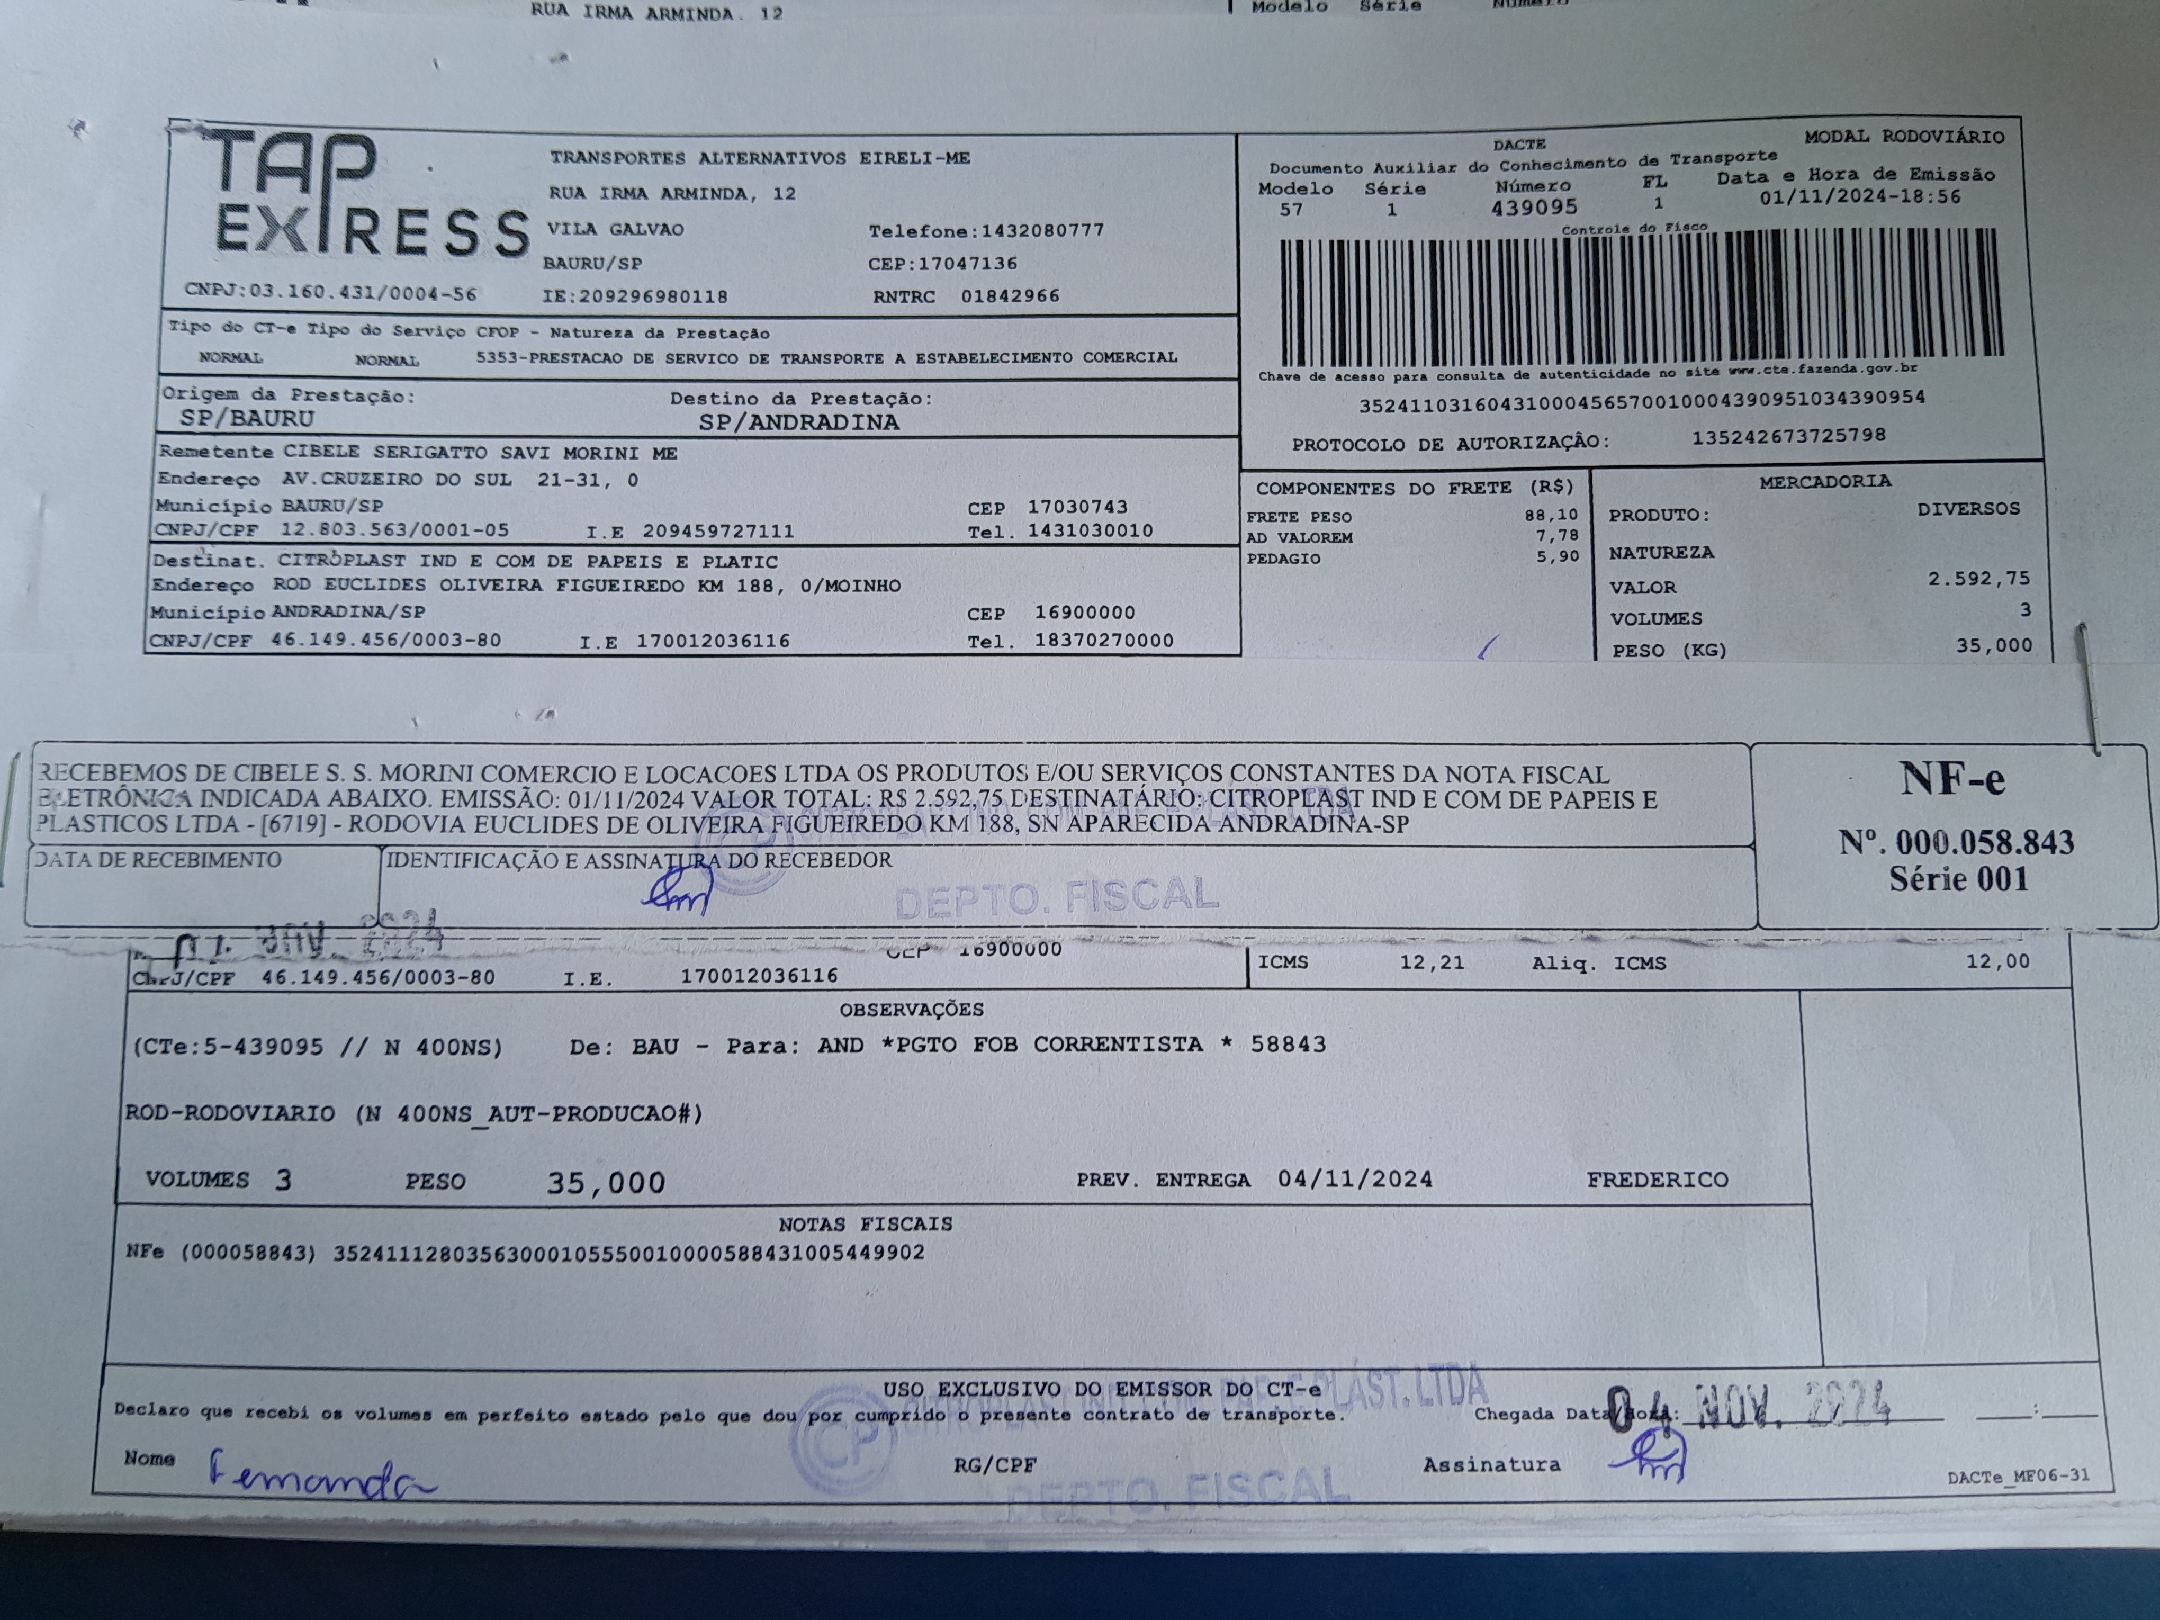 RUA IRMA ARMINDA. 12
Modelo Série Número
TAP EXPRESS
TRANSPORTES ALTERNATIVOS EIRELI-ME
RUA IRMA ARMINDA, 12
VILA GALVAO Telefone:1432080777
BAURU/SP CEP:17047136
CNPJ:03.160.431/0004-56 IE:209296980118 RNTRC 01842966
DACTE MODAL RODOVIÁRIO
Documento Auxiliar do Conhecimento de Transporte
Modelo Série Número FL Data e Hora de Emissão
57 1 439095 1 01/11/2024-18:56
Controle do Fisco
Chave de acesso para consulta de autenticidade no site www.cte.fazenda.gov.br
35241103160431000456570010004390951034390954
PROTOCOLO DE AUTORIZAÇÃO: 135242673725798
Tipo do CT-e Tipo do Serviço CFOP - Natureza da Prestação
NORMAL NORMAL 5353-PRESTACAO DE SERVICO DE TRANSPORTE A ESTABELECIMENTO COMERCIAL
Origem da Prestação: Destino da Prestação:
SP/BAURU SP/ANDRADINA
Remetente CIBELE SERIGATTO SAVI MORINI ME
Endereço AV.CRUZEIRO DO SUL 21-31, 0
Município BAURU/SP CEP 17030743
CNPJ/CPF 12.803.563/0001-05 I.E 209459727111 Tel. 1431030010
Destinat. CITROPLAST IND E COM DE PAPEIS E PLATIC
Endereço ROD EUCLIDES OLIVEIRA FIGUEIREDO KM 188, 0/MOINHO
Município ANDRADINA/SP CEP 16900000
CNPJ/CPF 46.149.456/0003-80 I.E 170012036116 Tel. 18370270000
COMPONENTES DO FRETE (R$)
FRETE PESO 88,10
AD VALOREM 7,78
PEDAGIO 5,90
MERCADORIA
PRODUTO: DIVERSOS
NATUREZA
VALOR 2.592,75
VOLUMES 3
PESO (KG) 35,000
RECEBEMOS DE CIBELE S. S. MORINI COMERCIO E LOCACOES LTDA OS PRODUTOS E/OU SERVIÇOS CONSTANTES DA NOTA FISCAL
ELETRÔNICA INDICADA ABAIXO. EMISSÃO: 01/11/2024 VALOR TOTAL: R$ 2.592,75 DESTINATÁRIO: CITROPLAST IND E COM DE PAPEIS E
PLASTICOS LTDA - [6719] - RODOVIA EUCLIDES DE OLIVEIRA FIGUEIREDO KM 188, SN APARECIDA ANDRADINA-SP
DATA DE RECEBIMENTO IDENTIFICAÇÃO E ASSINATURA DO RECEBEDOR
CP
DEPTO. FISCAL
NF-e
Nº. 000.058.843
Série 001
NOV. 2024
CEP 16900000
CNPJ/CPF 46.149.456/0003-80 I.E. 170012036116
ICMS 12,21 Aliq. ICMS 12,00
OBSERVAÇÕES
(CTe:5-439095 // N 400NS) De: BAU - Para: AND *PGTO FOB CORRENTISTA * 58843
ROD-RODOVIARIO (N 400NS_AUT-PRODUCAO#)
VOLUMES 3 PESO 35,000 PREV. ENTREGA 04/11/2024 FREDERICO
NOTAS FISCAIS
NFe (000058843) 35241112803563000105550010000588431005449902
USO EXCLUSIVO DO EMISSOR DO CT-e
Declaro que recebi os volumes em perfeito estado pelo que dou por cumprido o presente contrato de transporte. Chegada Data/Hora: 04 NOV. 2024 :
Nome Fernanda RG/CPF Assinatura
CP
PLÁST. LTDA
DEPTO. FISCAL
DACTe_MF06-31